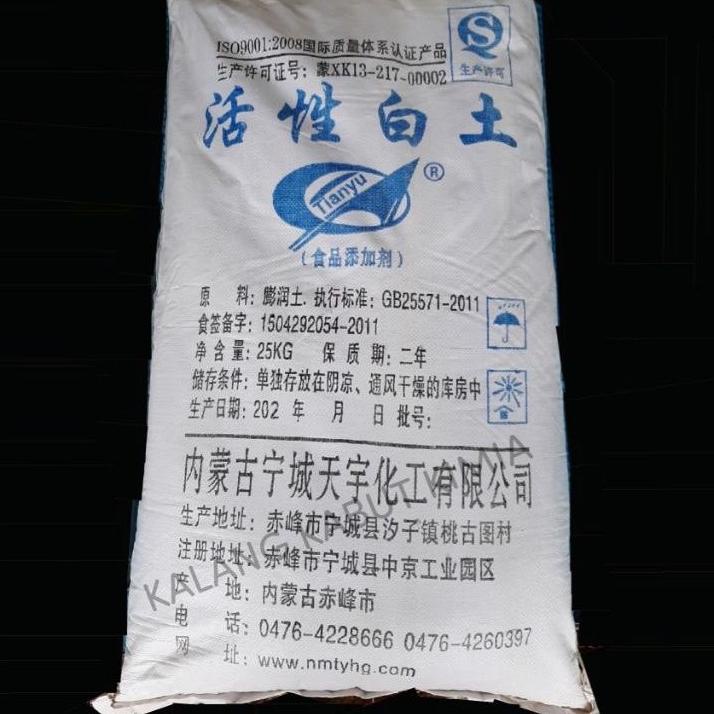 ISO9001:2008国际质量体系认证产品
生产许可证号：蒙XK13-217-00002
生产许可
活性白土
Tianyu
®
（食品添加剂）
原 料：膨润土. 执行标准：GB25571-2011
食签备字：1504292054-2011
净含量：25KG 保质期：二年
储存条件：单独存放在阴凉、通风干燥的库房中
生产日期：202 年 月 日 批号：
内蒙古宁城天宇化工有限公司
生产地址：赤峰市宁城县汐子镇桃古图村
注册地址：赤峰市宁城县中京工业园区
产 地：内蒙古赤峰市
电 话：0476-4228666 0476-4260397
网 址：www.nmtyhg.com
KALANG KABUT KIMIA